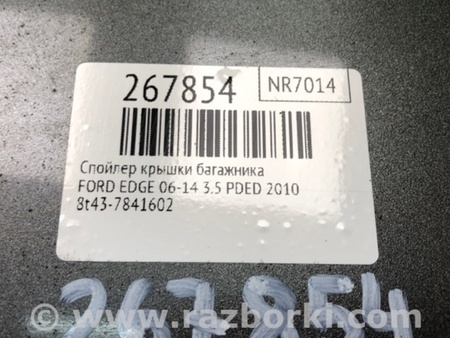 267854 NR7014
Спойлер крышки багажника
FORD EDGE 06-14 3.5 PDED 2010
8t43-7841602
267854
www.razborki.com